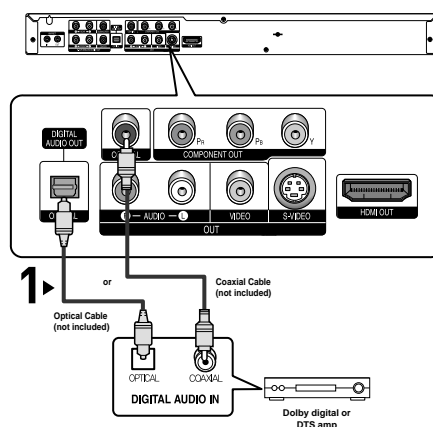 DIGITAL
AUDIO OUT
PR
PB
Y
COMPONENT OUT
R AUDIO L
VIDEO
S-VIDEO
OUT
HDMI OUT
1
or
Coaxial Cable
(not included)
Optical Cable
(not included)
OPTICAL
COAXIAL
DIGITAL AUDIO IN
Dolby digital or
DTS amp